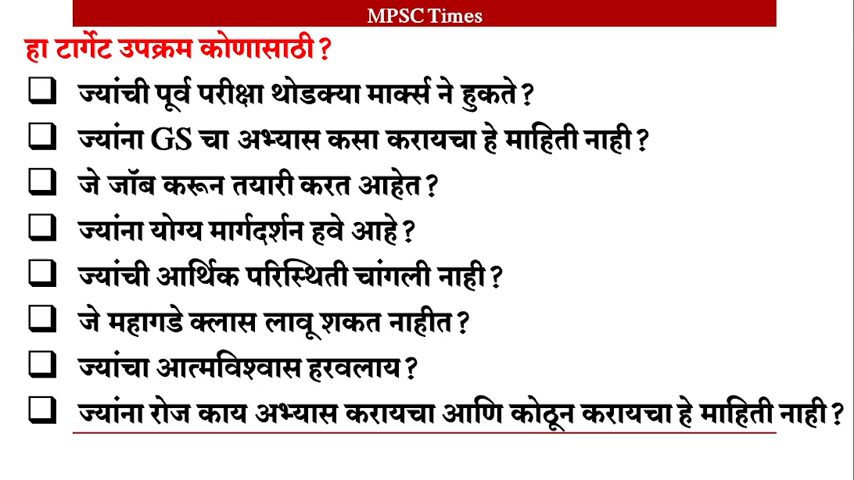 MPSC Times
हा टार्गेट उपक्रम कोणासाठी?
ज्यांची पूर्व परीक्षा थोडक्या मार्क्स ने हुकते?
ज्यांना GS चा अभ्यास कसा करायचा हे माहिती नाही?
जे जॉब करून तयारी करत आहेत?
ज्यांना योग्य मार्गदर्शन हवे आहे?
ज्यांची आर्थिक परिस्थिती चांगली नाही?
जे महागडे क्लास लावू शकत नाहीत?
ज्यांचा आत्मविश्वास हरवलाय?
ज्यांना रोज काय अभ्यास करायचा आणि कोठून करायचा हे माहिती नाही?